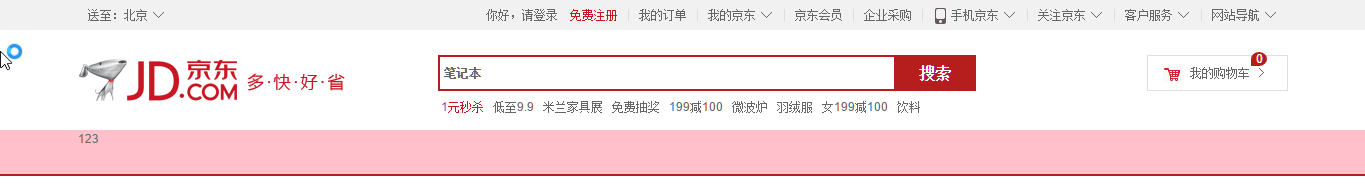 送至：北京 你好，请登录 免费注册 我的订单 我的京东 京东会员 企业采购 手机京东 关注京东 客户服务 网站导航
JD.COM 京东 多·快·好·省 笔记本 搜索 我的购物车 0
1元秒杀 低至9.9 米兰家具展 免费抽奖 199减100 微波炉 羽绒服 女199减100 饮料
123